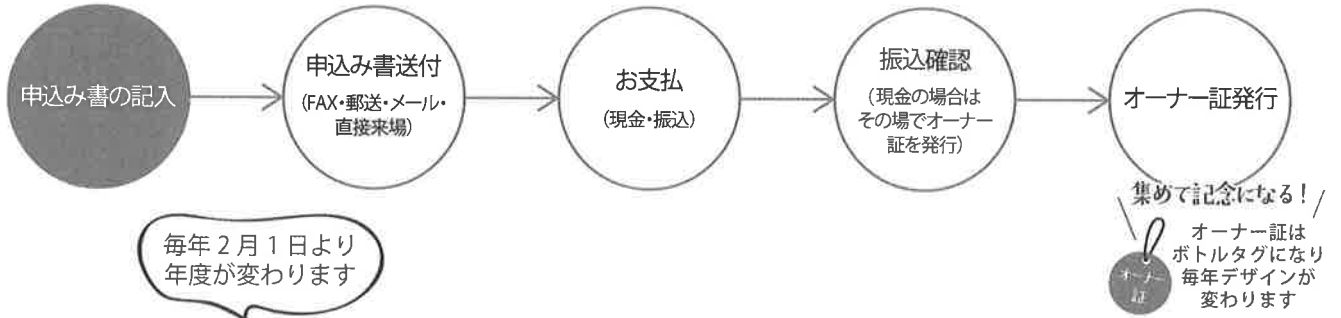 申込み書の記入
申込み書送付
（FAX・郵送・メール・
直接来場）
お支払
（現金・振込）
振込確認
（現金の場合は
その場でオーナー
証を発行）
オーナー証発行
集めて記念になる！
オーナー証は
ボトルタグになり
毎年デザインが
変わります
オーナー
証
毎年２月１日より
年度が変わります